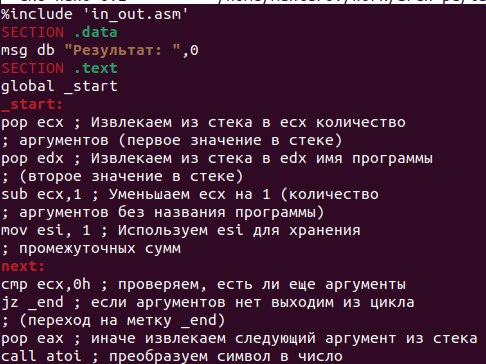 %include 'in_out.asm'
SECTION .data
msg db "Результат: ",0
SECTION .text
global _start
_start:
pop ecx ; Извлекаем из стека в ecx количество
; аргументов (первое значение в стеке)
pop edx ; Извлекаем из стека в edx имя программы
; (второе значение в стеке)
sub ecx,1 ; Уменьшаем ecx на 1 (количество
; аргументов без названия программы)
mov esi, 1 ; Используем esi для хранения
; промежуточных сумм
next:
cmp ecx,0h ; проверяем, есть ли еще аргументы
jz _end ; если аргументов нет выходим из цикла
; (переход на метку _end)
pop eax ; иначе извлекаем следующий аргумент из стека
call atoi ; преобразуем символ в число